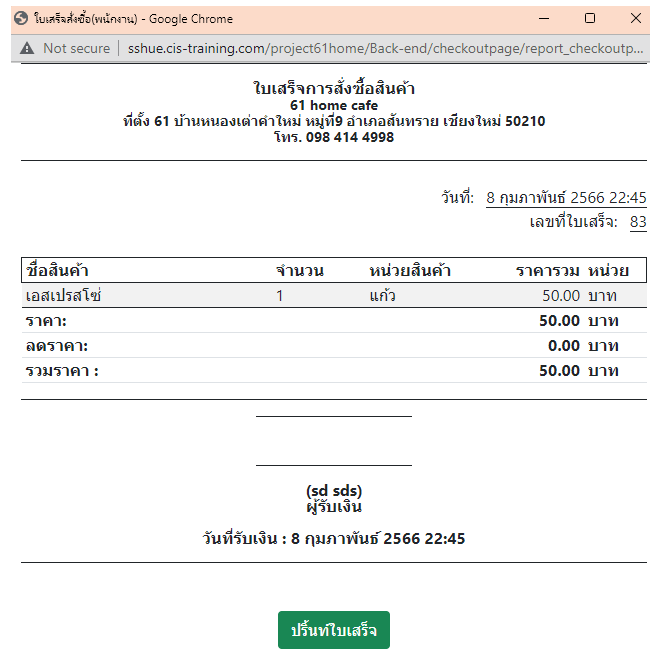 ใบเสร็จสั่งซื้อ(พนักงาน) - Google Chrome
Not secure | sshue.cis-training.com/project61home/Back-end/checkoutpage/report_checkoutp...
ใบเสร็จการสั่งซื้อสินค้า
61 home cafe
ที่ตั้ง 61 บ้านหนองเต่าคำใหม่ หมู่ที่9 อำเภอสันทราย เชียงใหม่ 50210
โทร. 098 414 4998
วันที่: 8 กุมภาพันธ์ 2566 22:45
เลขที่ใบเสร็จ: 83
ชื่อสินค้า จำนวน หน่วยสินค้า ราคารวม หน่วย
เอสเปรสโซ่ 1 แก้ว 50.00 บาท
ราคา: 50.00 บาท
ลดราคา: 0.00 บาท
รวมราคา : 50.00 บาท
(sd sds)
ผู้รับเงิน
วันที่รับเงิน : 8 กุมภาพันธ์ 2566 22:45
ปริ้นท์ใบเสร็จ